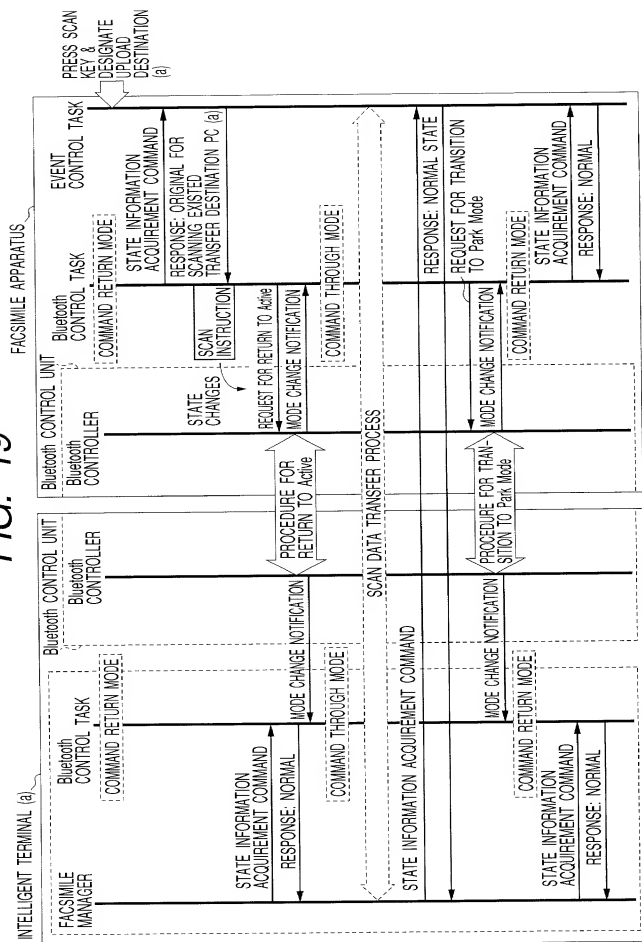 FIG. 19
INTELLIGENT TERMINAL (a)
FACSIMILE APPARATUS
Bluetooth CONTROL UNIT
Bluetooth CONTROL UNIT
FACSIMILE
MANAGER
Bluetooth
CONTROL TASK
Bluetooth
CONTROLLER
Bluetooth
CONTROLLER
Bluetooth
CONTROL TASK
EVENT
CONTROL TASK
PRESS SCAN
KEY &
DESIGNATE
UPLOAD
DESTINATION
(a)
COMMAND RETURN MODE
COMMAND RETURN MODE
STATE INFORMATION
ACQUIREMENT COMMAND
RESPONSE: ORIGINAL FOR
SCANNING EXISTED
TRANSFER DESTINATION PC (a)
SCAN
INSTRUCTION
STATE
CHANGES
REQUEST FOR RETURN TO Active
STATE INFORMATION
ACQUIREMENT COMMAND
RESPONSE: NORMAL
PROCEDURE FOR
RETURN TO Active
MODE CHANGE NOTIFICATION
MODE CHANGE NOTIFICATION
COMMAND THROUGH MODE
COMMAND THROUGH MODE
SCAN DATA TRANSFER PROCESS
STATE INFORMATION ACQUIREMENT COMMAND
RESPONSE: NORMAL STATE
REQUEST FOR TRANSITION
TO Park Mode
PROCEDURE FOR TRAN-
SITION TO Park Mode
MODE CHANGE NOTIFICATION
MODE CHANGE NOTIFICATION
COMMAND RETURN MODE
COMMAND RETURN MODE
STATE INFORMATION
ACQUIREMENT COMMAND
RESPONSE: NORMAL
STATE INFORMATION
ACQUIREMENT COMMAND
RESPONSE: NORMAL